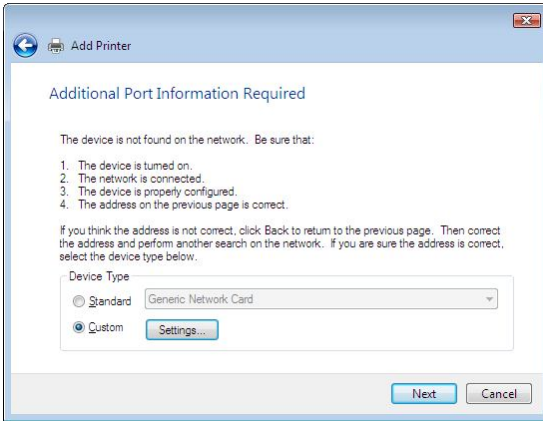 Add Printer
Additional Port Information Required
The device is not found on the network. Be sure that:
1. The device is turned on.
2. The network is connected.
3. The device is properly configured.
4. The address on the previous page is correct.
If you think the address is not correct, click Back to return to the previous page. Then correct
the address and perform another search on the network. If you are sure the address is correct,
select the device type below.
Device Type
Standard Generic Network Card
Custom Settings...
Next Cancel